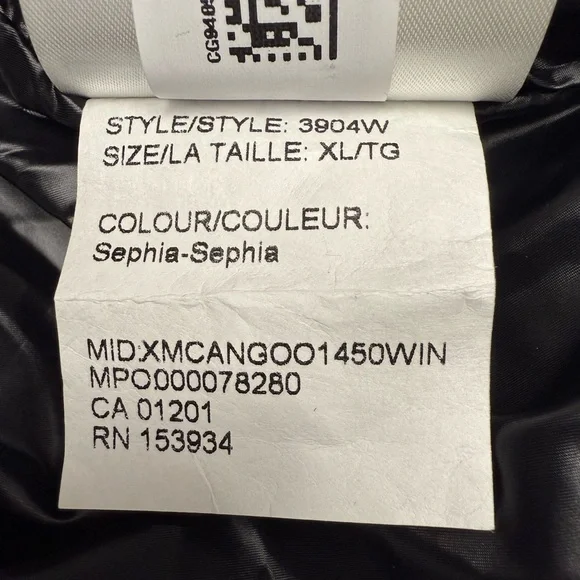 CG9485
STYLE/STYLE: 3904W
SIZE/LA TAILLE: XL/TG
COLOUR/COULEUR:
Sephia-Sephia
MID:XMCANGOO1450WIN
MPO000078280
CA 01201
RN 153934